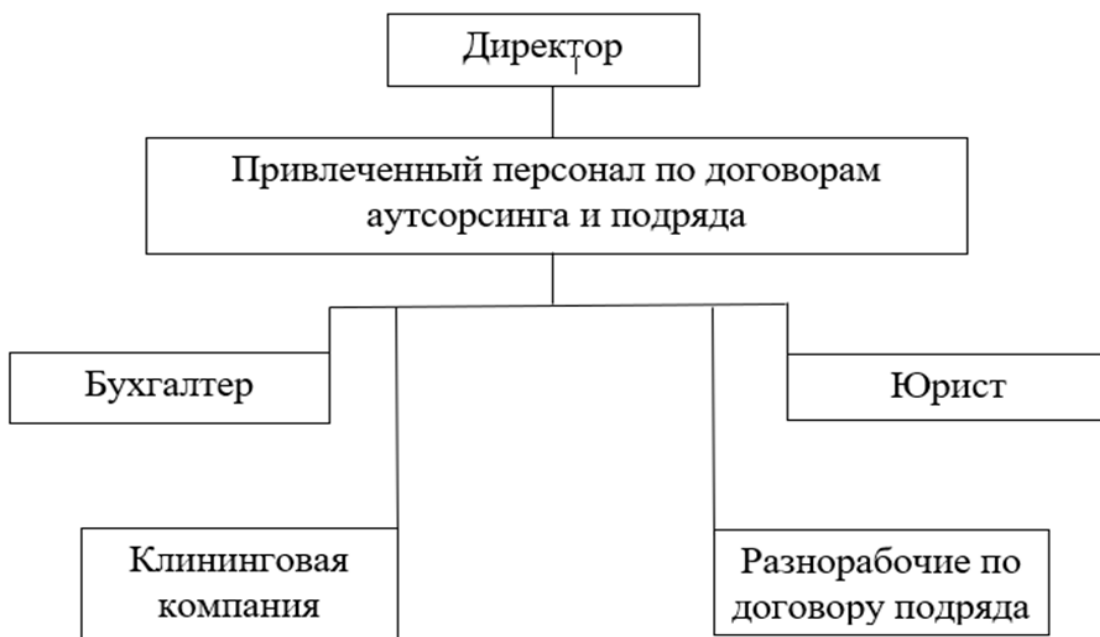 Директор
Привлеченный персонал по договорам
аутсорсинга и подряда
Бухгалтер
Юрист
Клининговая
компания
Разнорабочие по
договору подряда